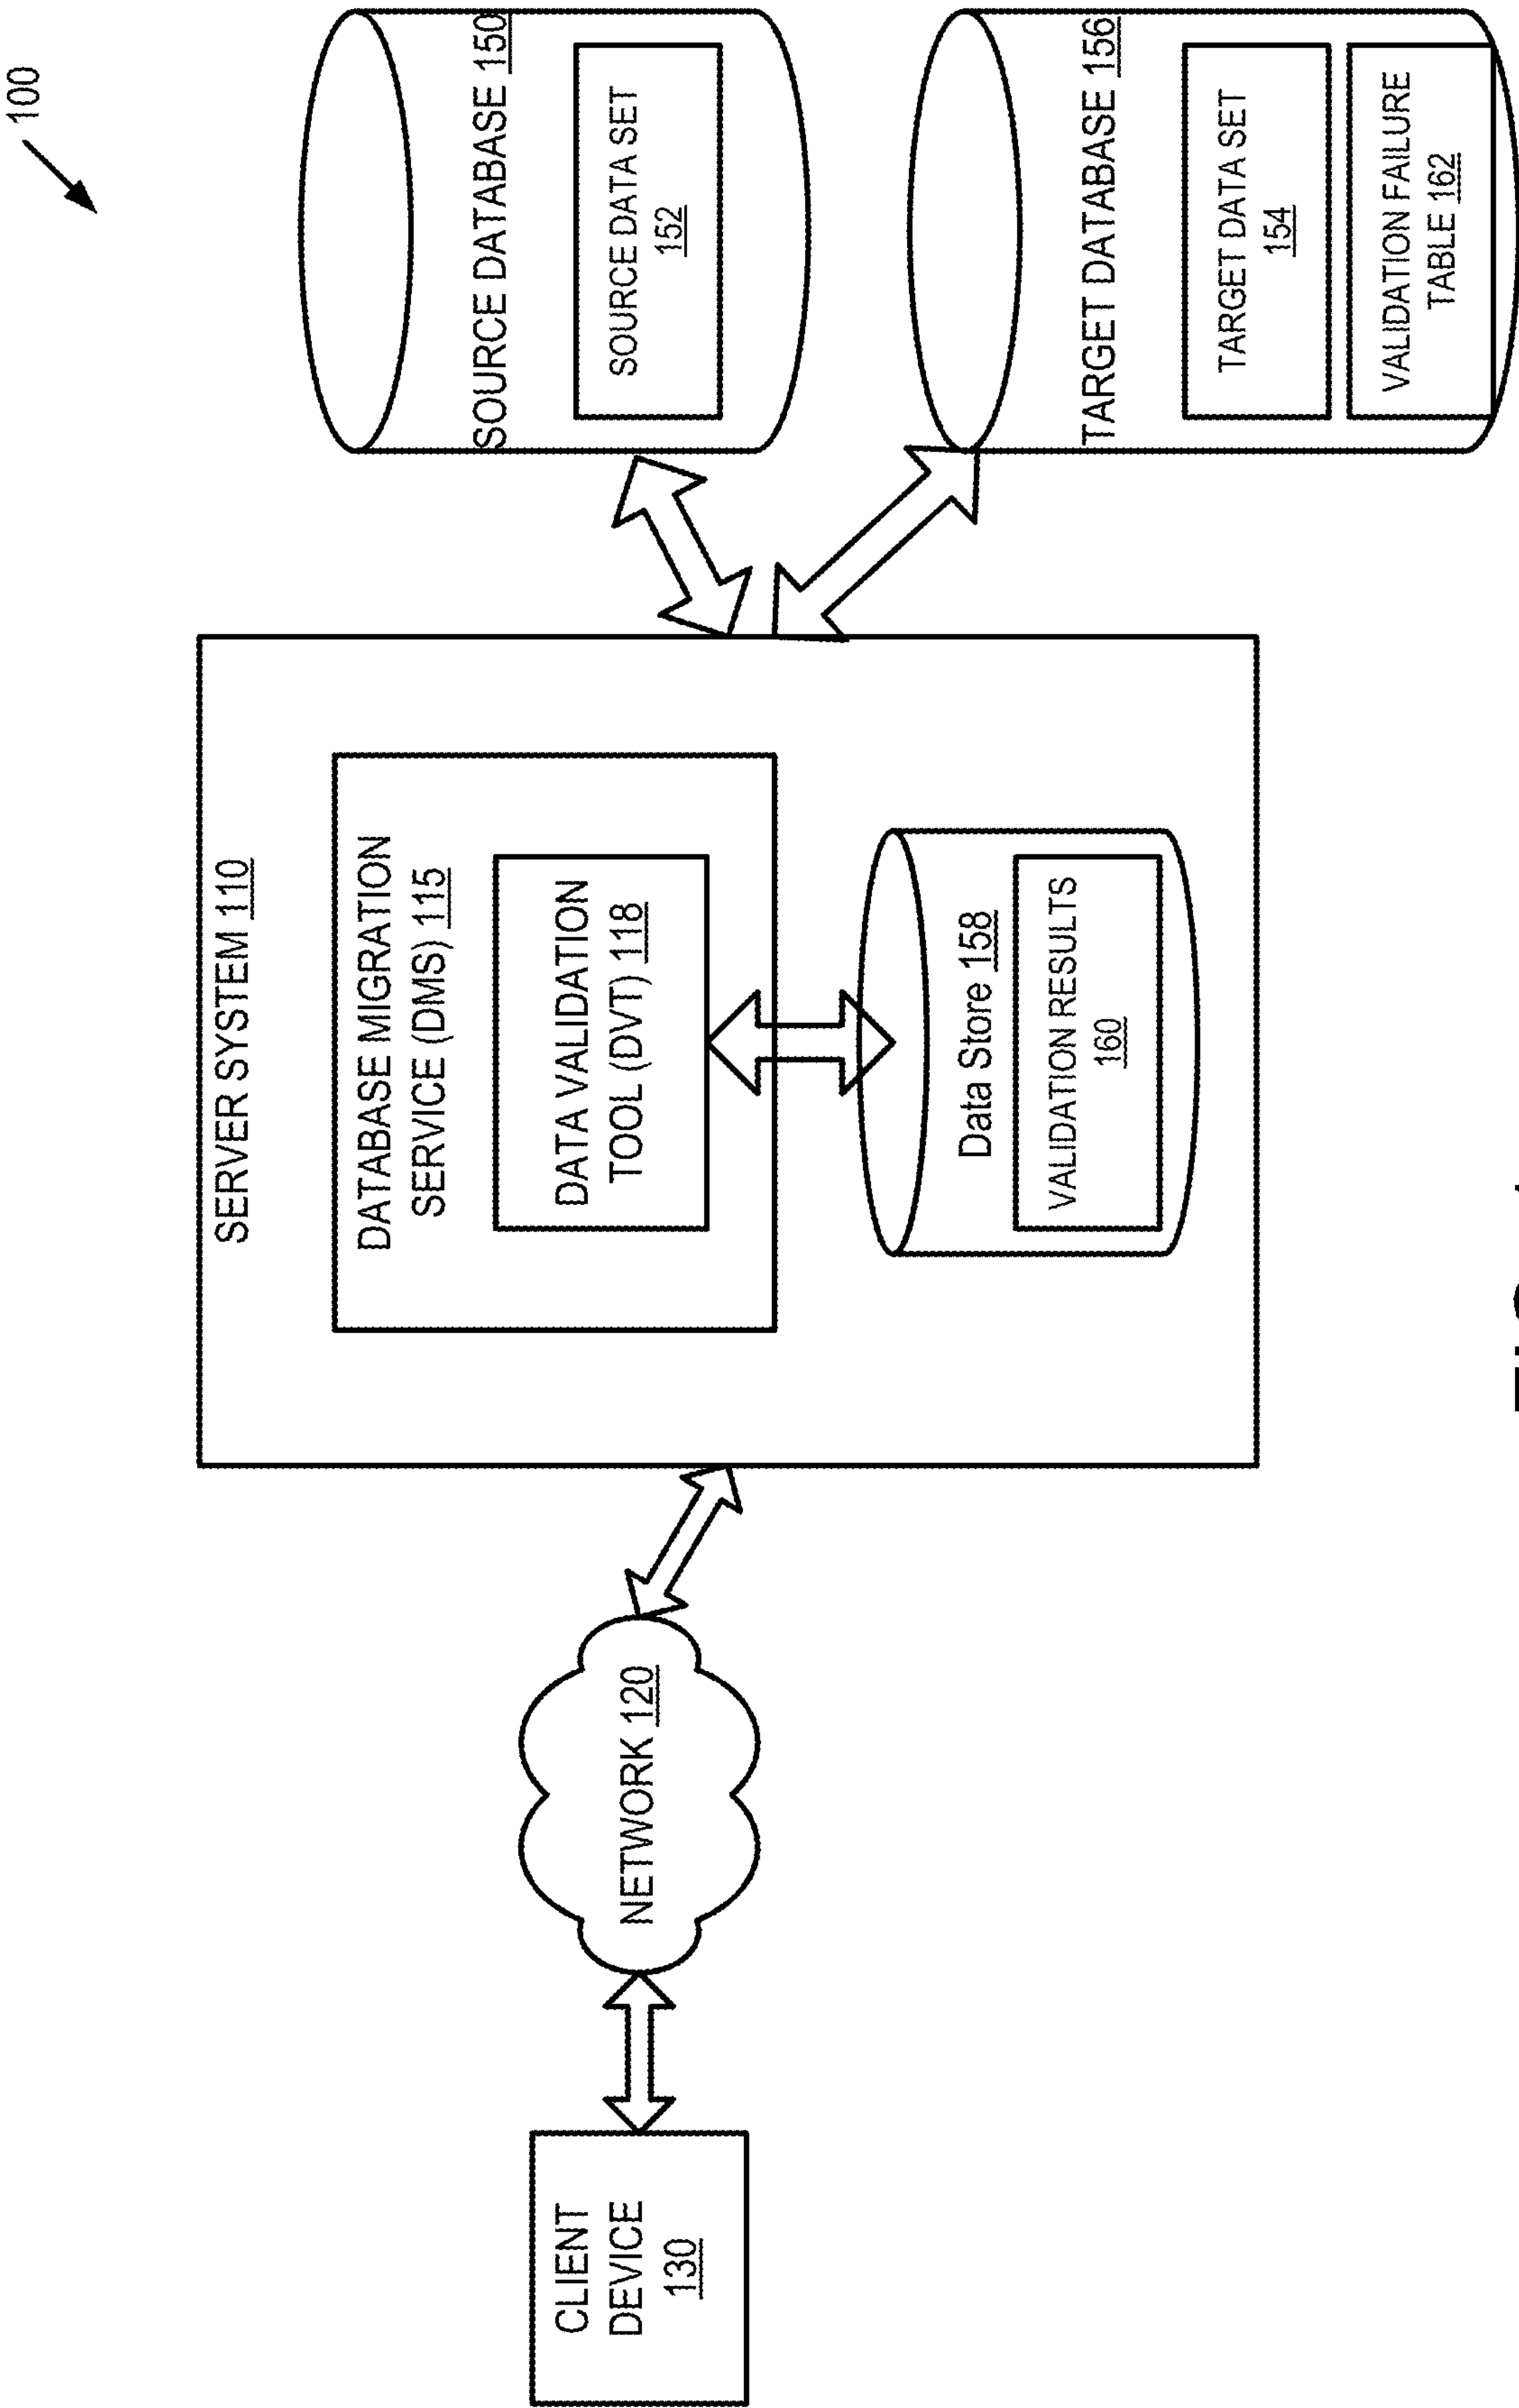 100
CLIENT
DEVICE
130
NETWORK 120
SERVER SYSTEM 110
DATABASE MIGRATION
SERVICE (DMS) 115
DATA VALIDATION
TOOL (DVT) 118
Data Store 158
VALIDATION RESULTS
160
SOURCE DATABASE 150
SOURCE DATA SET
152
TARGET DATABASE 156
TARGET DATA SET
154
VALIDATION FAILURE
TABLE 162